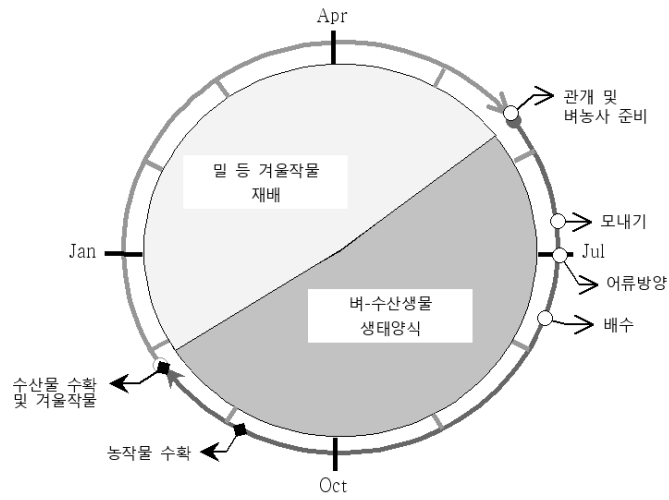 Apr
관개 및
벼농사 준비
밀 등 겨울작물
재배
모내기
Jan
Jul
어류방양
벼-수산생물
생태양식
배수
수산물 수확
및 겨울작물
농작물 수확
Oct